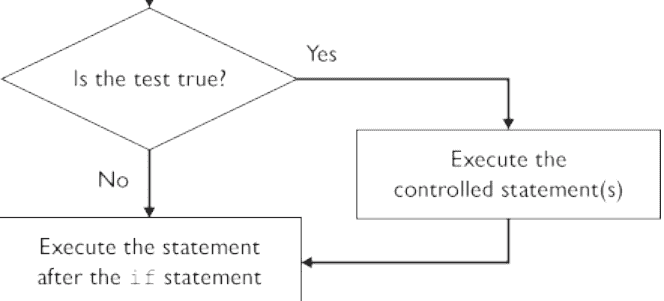 Is the test true?
Yes
Execute the
controlled statement(s)
No
Execute the statement
after the if statement